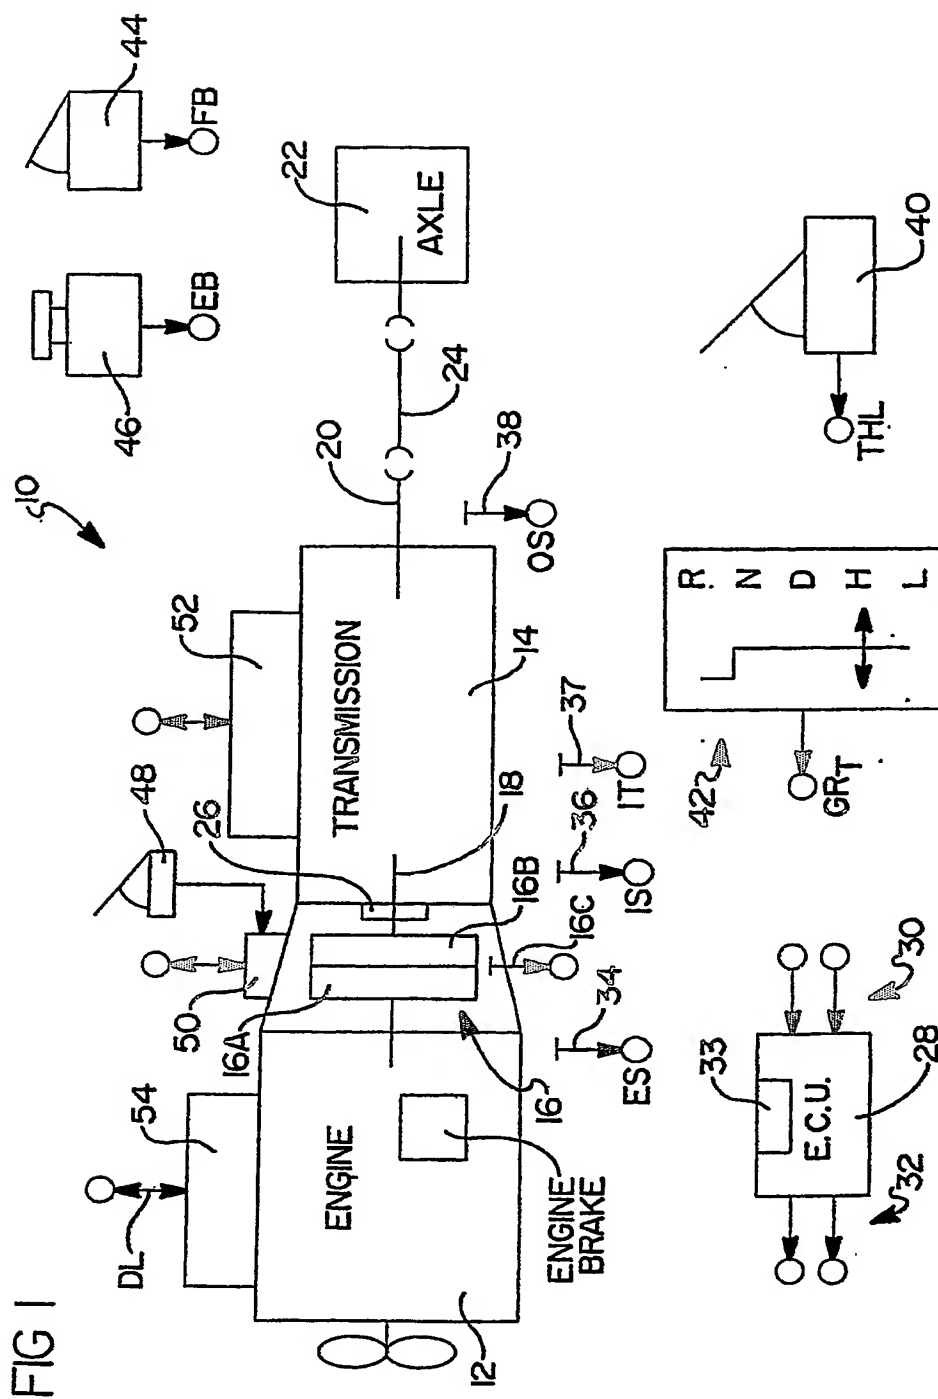 FIG 1
10
54
DL
ENGINE
ENGINE
BRAKE
12
48
50
16A
26
16B
16C
16
18
52
TRANSMISSION
14
20
24
22
AXLE
46
EB
44
FB
34
ES
36
IS
37
IT
38
OS
33
E.C.U.
28
30
32
42
GRT
R
N
D
H
L
THL
40